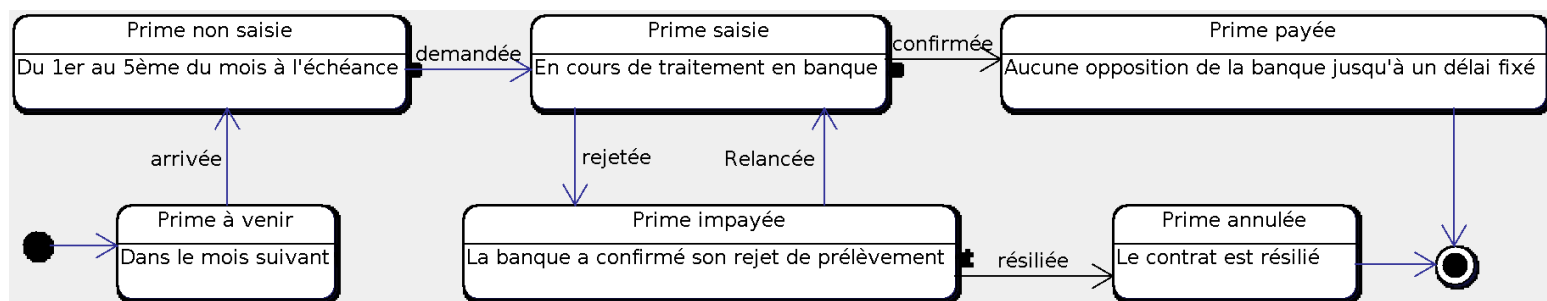 Prime non saisie
Du 1er au 5ème du mois à l'échéance
demandée
Prime saisie
En cours de traitement en banque
confirmée
Prime payée
Aucune opposition de la banque jusqu'à un délai fixé
arrivée
rejetée
Relancée
Prime à venir
Dans le mois suivant
Prime impayée
La banque a confirmé son rejet de prélèvement
résiliée
Prime annulée
Le contrat est résilié